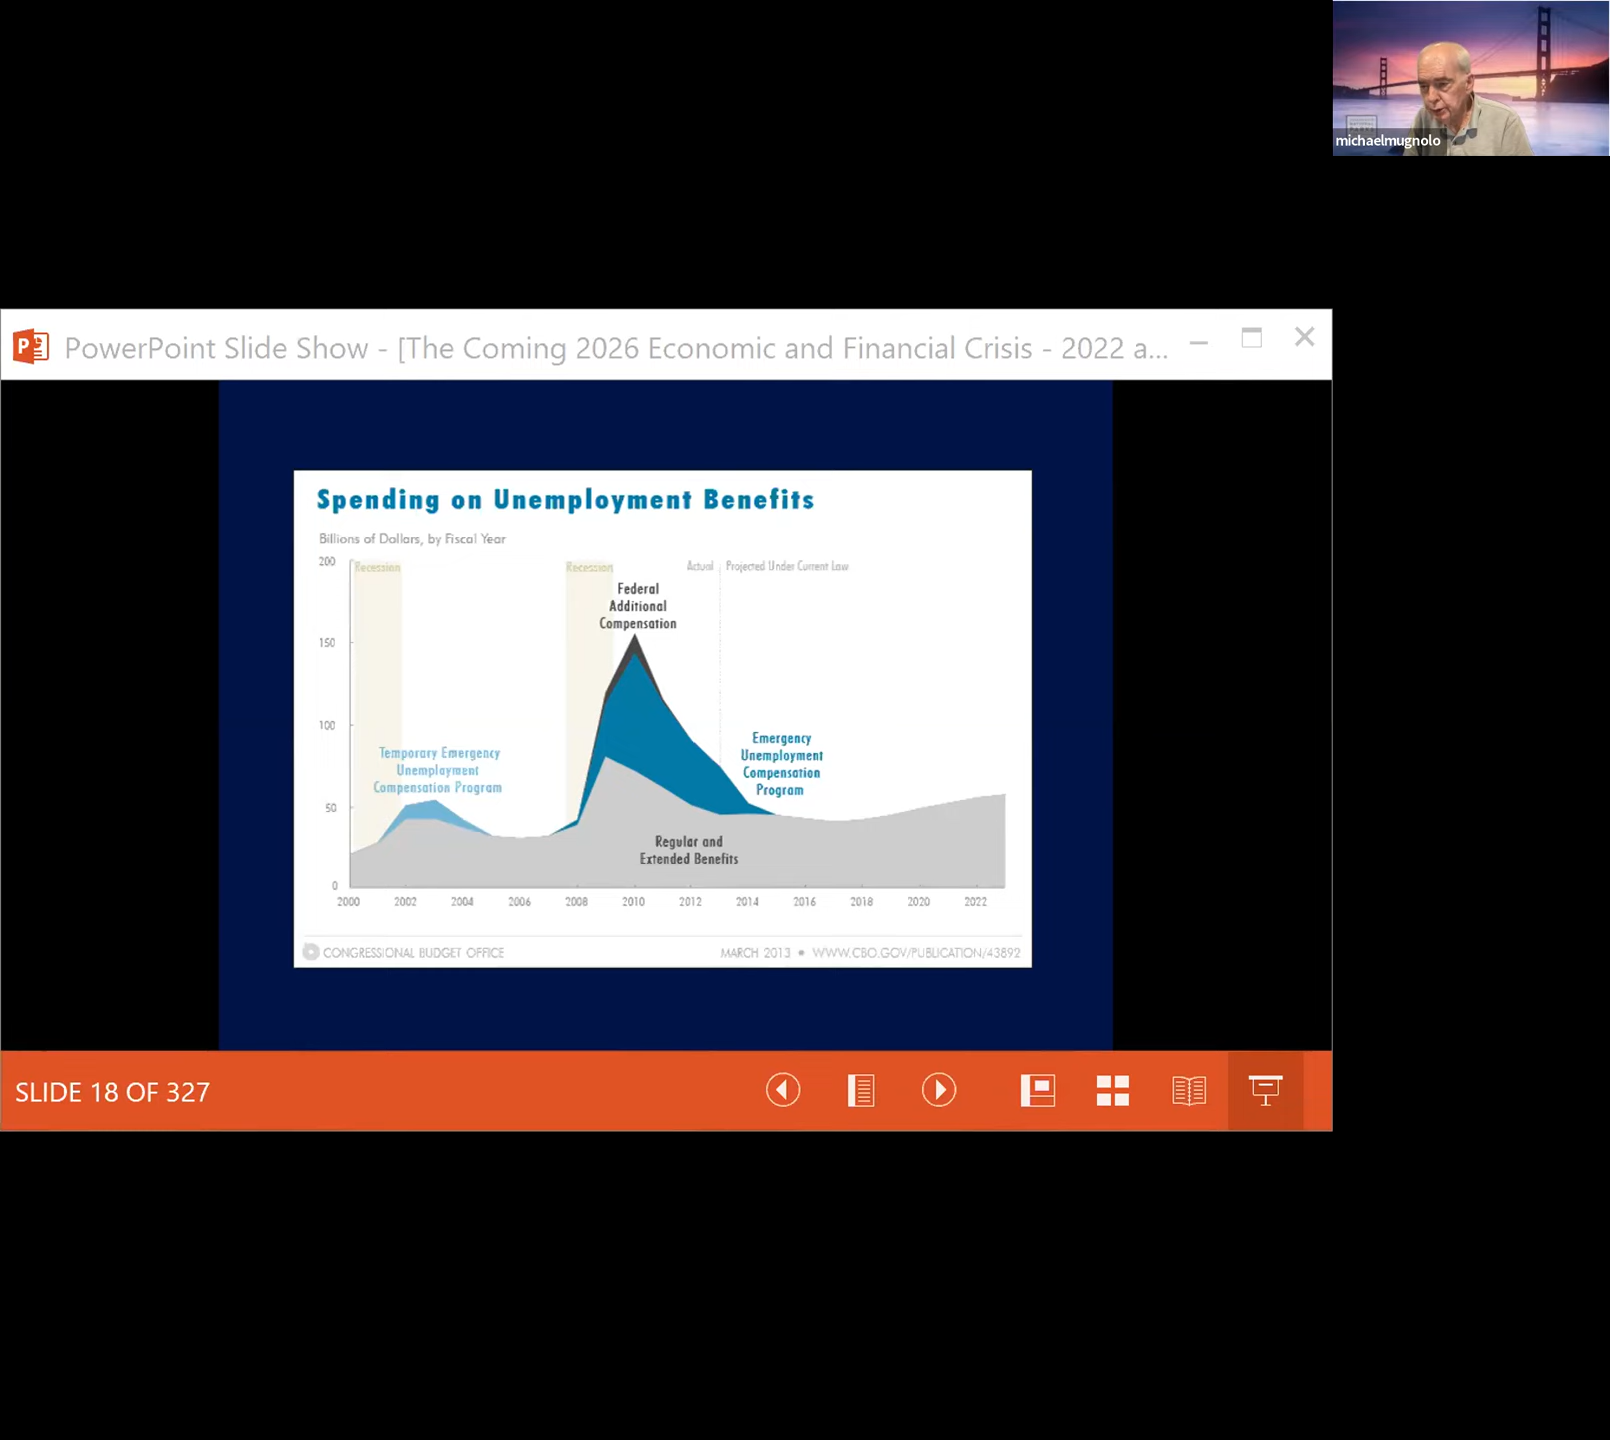 michaelmugnolo
PowerPoint Slide Show - [The Coming 2026 Economic and Financial Crisis - 2022 a...
Spending on Unemployment Benefits
Billions of Dollars, by Fiscal Year
200
150
100
50
0
Recession
Recession
Actual
Projected Under Current Law
Federal
Additional
Compensation
Temporary Emergency
Unemployment
Compensation Program
Emergency
Unemployment
Compensation
Program
Regular and
Extended Benefits
2000 2002 2004 2006 2008 2010 2012 2014 2016 2018 2020 2022
CONGRESSIONAL BUDGET OFFICE
MARCH 2013 • WWW.CBO.GOV/PUBLICATION/43892
SLIDE 18 OF 327